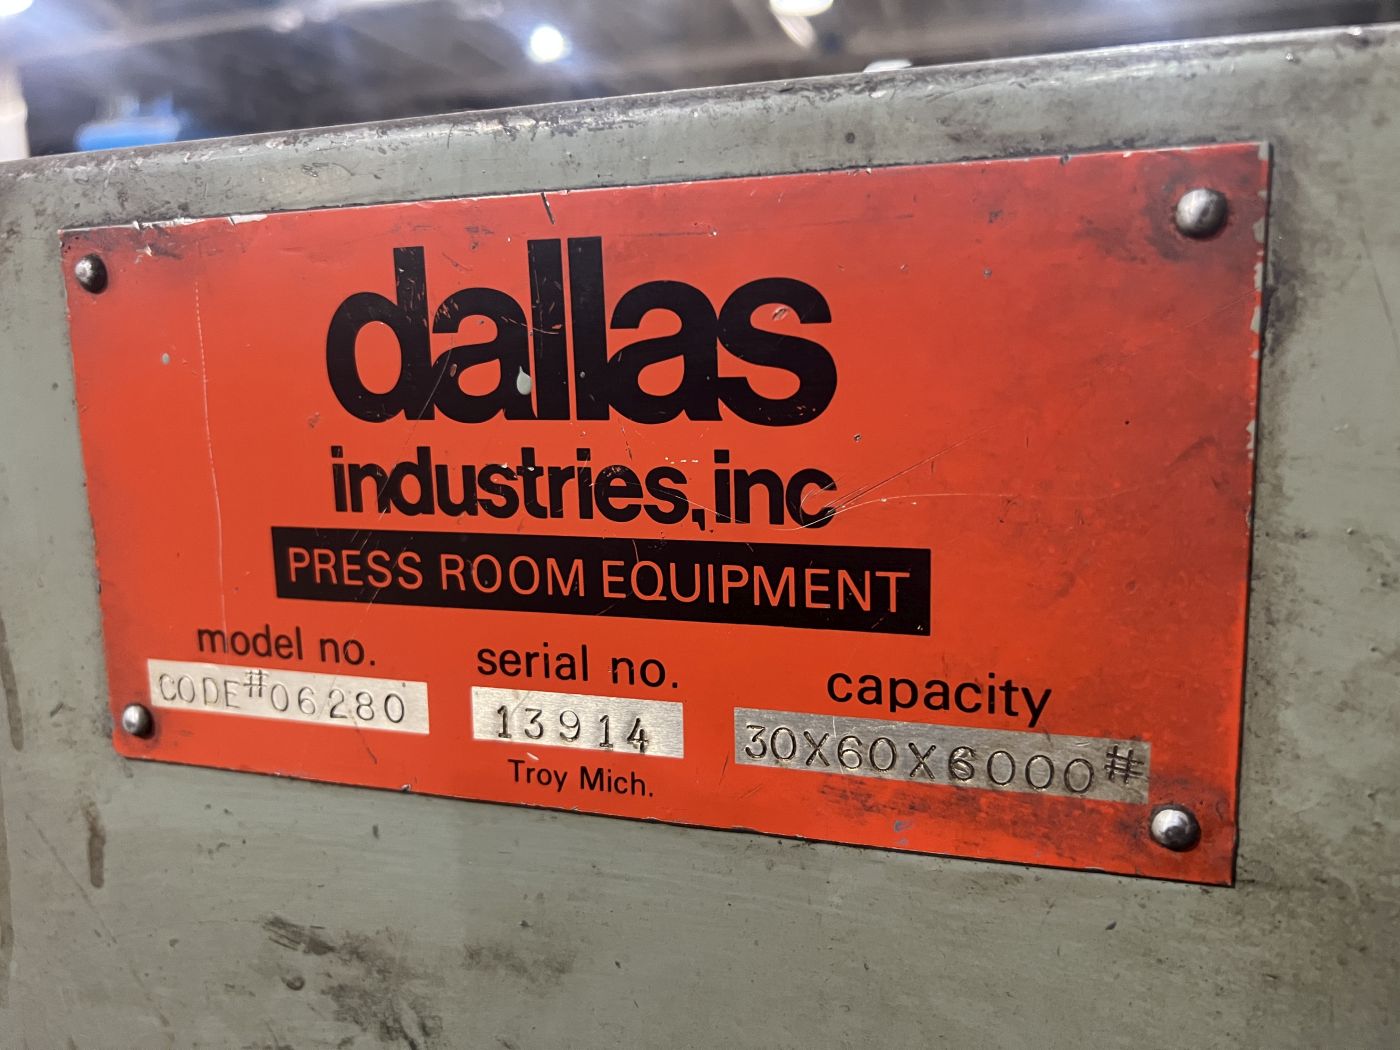 dallas
industries, inc
PRESS ROOM EQUIPMENT
model no.
CODE#06280
serial no.
13914
capacity
30X60X6000#
Troy Mich.